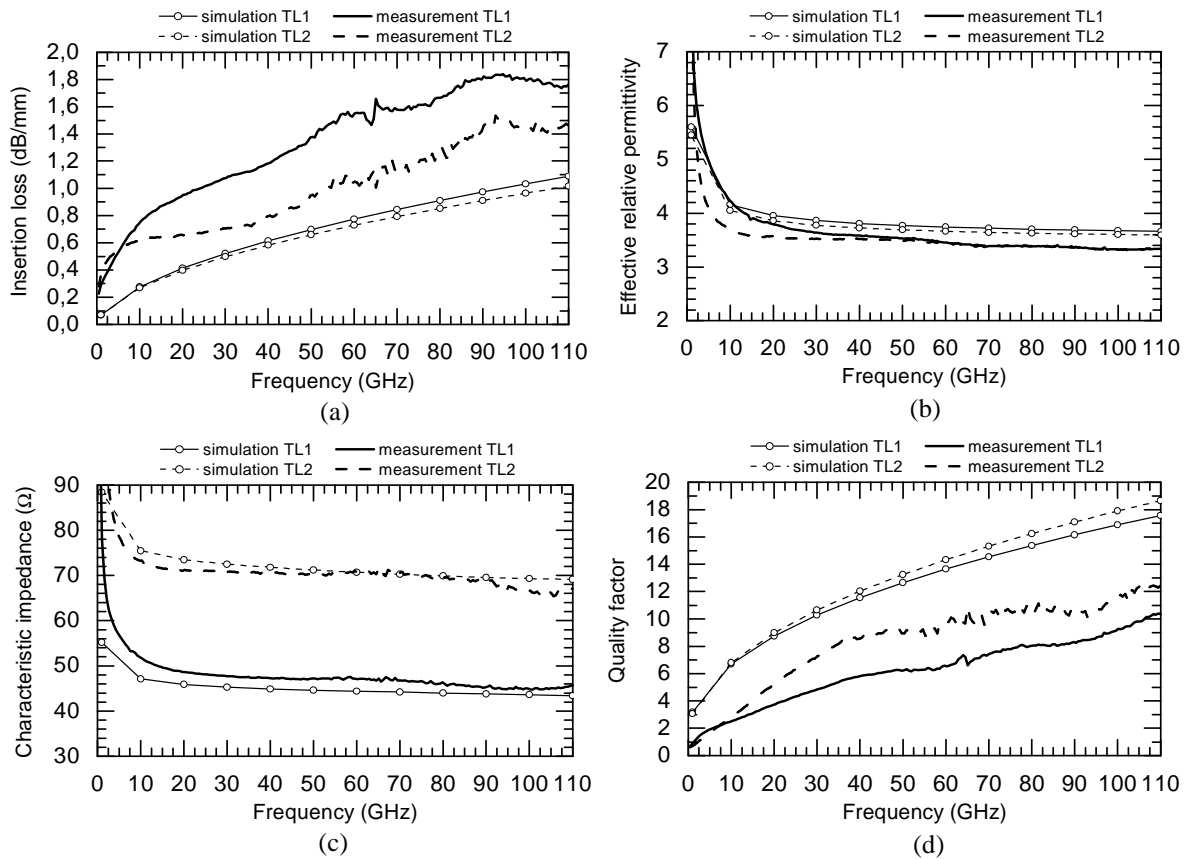 simulation TL1 measurement TL1
simulation TL2 measurement TL2
Insertion loss (dB/mm)
2,0
1,8
1,6
1,4
1,2
1,0
0,8
0,6
0,4
0,2
0,0
0 10 20 30 40 50 60 70 80 90 100 110
Frequency (GHz)
(a)
simulation TL1 measurement TL1
simulation TL2 measurement TL2
Effective relative permittivity
7
6
5
4
3
2
0 10 20 30 40 50 60 70 80 90 100 110
Frequency (GHz)
(b)
simulation TL1 measurement TL1
simulation TL2 measurement TL2
Characteristic impedance (Ω)
90
80
70
60
50
40
30
0 10 20 30 40 50 60 70 80 90 100 110
Frequency (GHz)
(c)
simulation TL1 measurement TL1
simulation TL2 measurement TL2
Quality factor
20
18
16
14
12
10
8
6
4
2
0
0 10 20 30 40 50 60 70 80 90 100 110
Frequency (GHz)
(d)